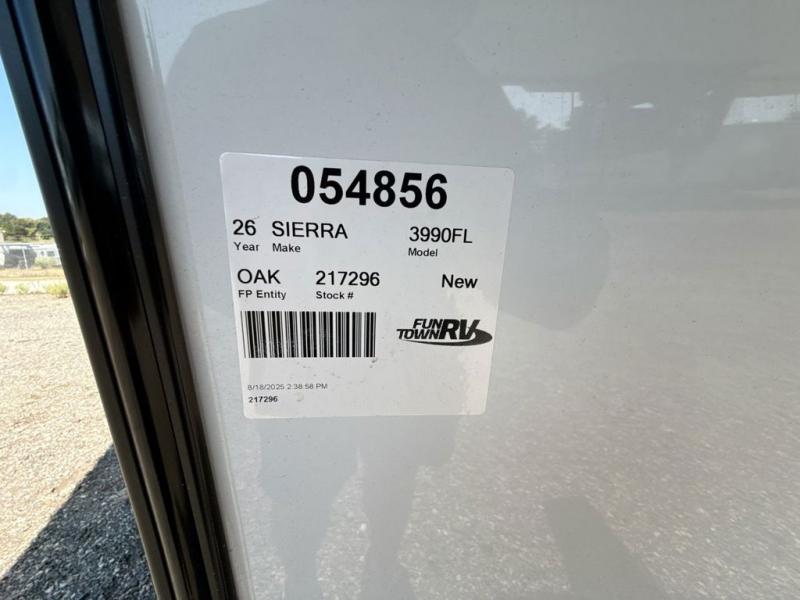 054856
26 SIERRA 3990FL
Year Make Model
OAK 217296 New
FP Entity Stock #
FUN TOWN RV
8/18/2025 2:38:58 PM
217296